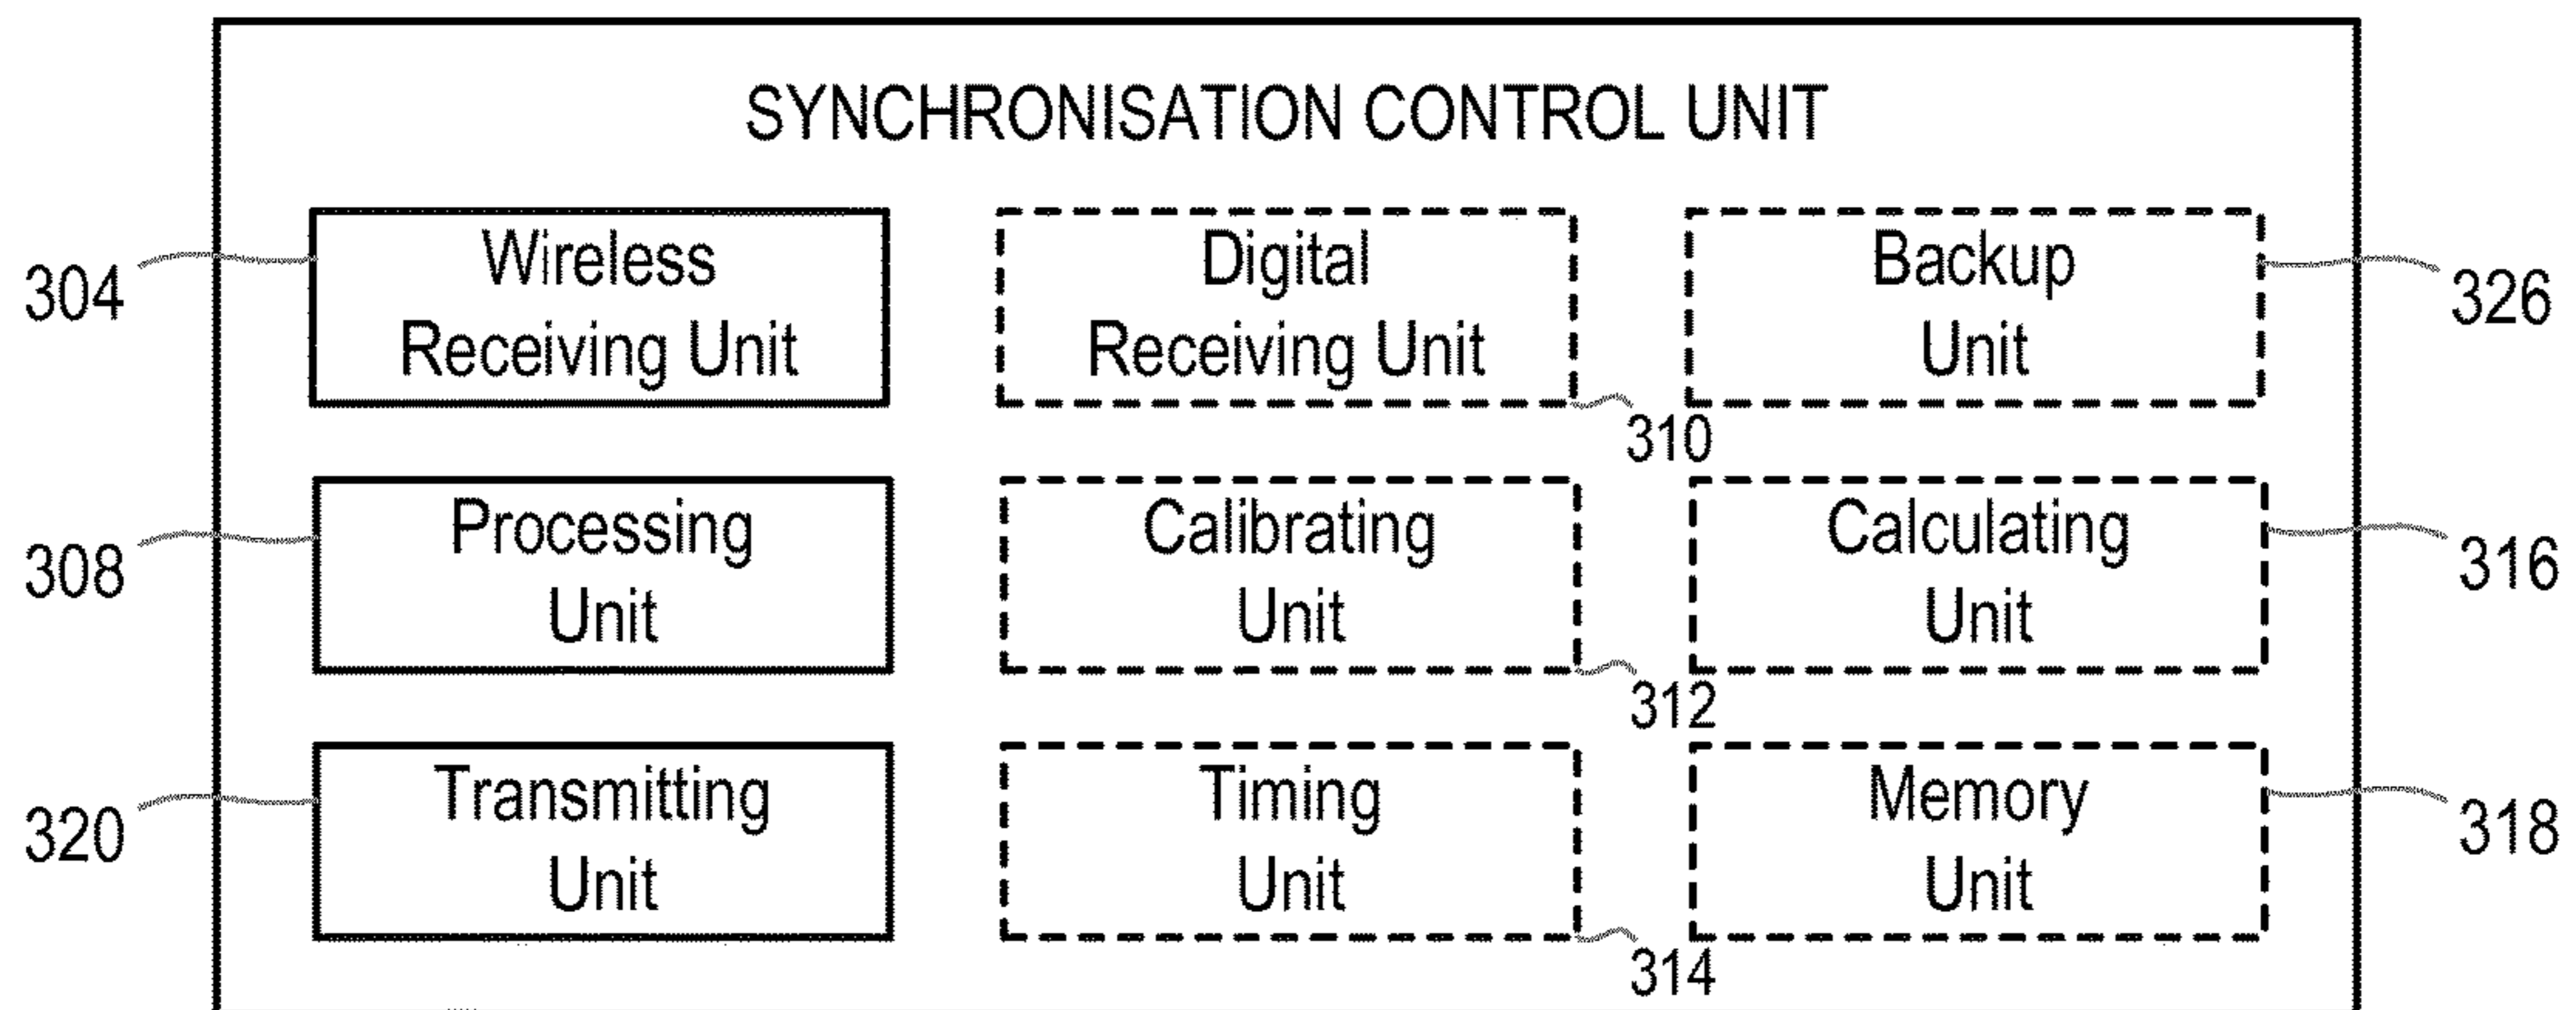 SYNCHRONISATION CONTROL UNIT
304
Wireless
Receiving Unit
Digital
Receiving Unit
310
Backup
Unit
326
308
Processing
Unit
Calibrating
Unit
312
Calculating
Unit
316
320
Transmitting
Unit
Timing
Unit
314
Memory
Unit
318